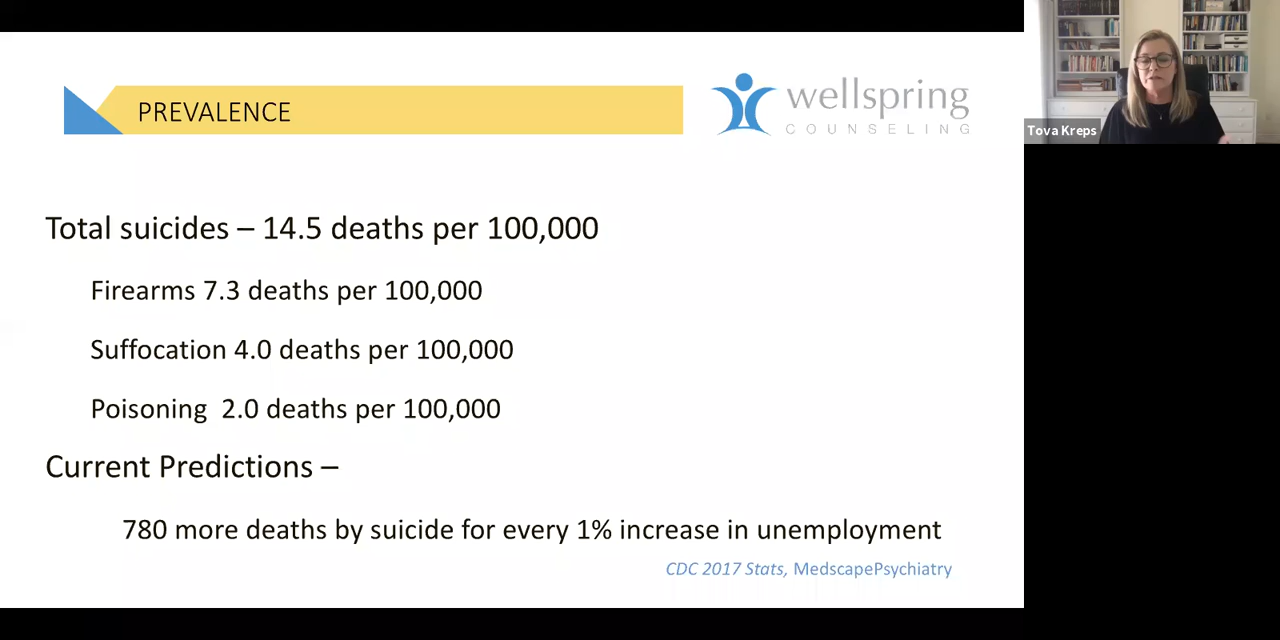 PREVALENCE
wellspring
COUNSELING
Total suicides – 14.5 deaths per 100,000
Firearms 7.3 deaths per 100,000
Suffocation 4.0 deaths per 100,000
Poisoning  2.0 deaths per 100,000
Current Predictions –
780 more deaths by suicide for every 1% increase in unemployment
CDC 2017 Stats, MedscapePsychiatry
Tova Kreps